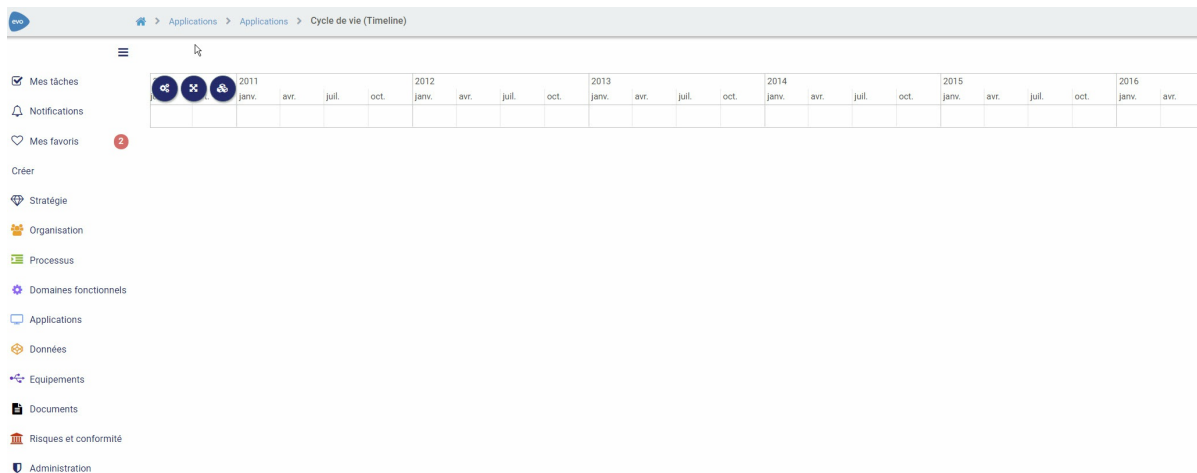 evo
Applications > Applications > Cycle de vie (Timeline)
Mes tâches
Notifications
Mes favoris 2
Créer
Stratégie
Organisation
Processus
Domaines fonctionnels
Applications
Données
Equipements
Documents
Risques et conformité
Administration
2011 2012 2013 2014 2015 2016
janv. avr. juil. oct. janv. avr. juil. oct. janv. avr. juil. oct. janv. avr. juil. oct. janv. avr. juil. oct. janv. avr.